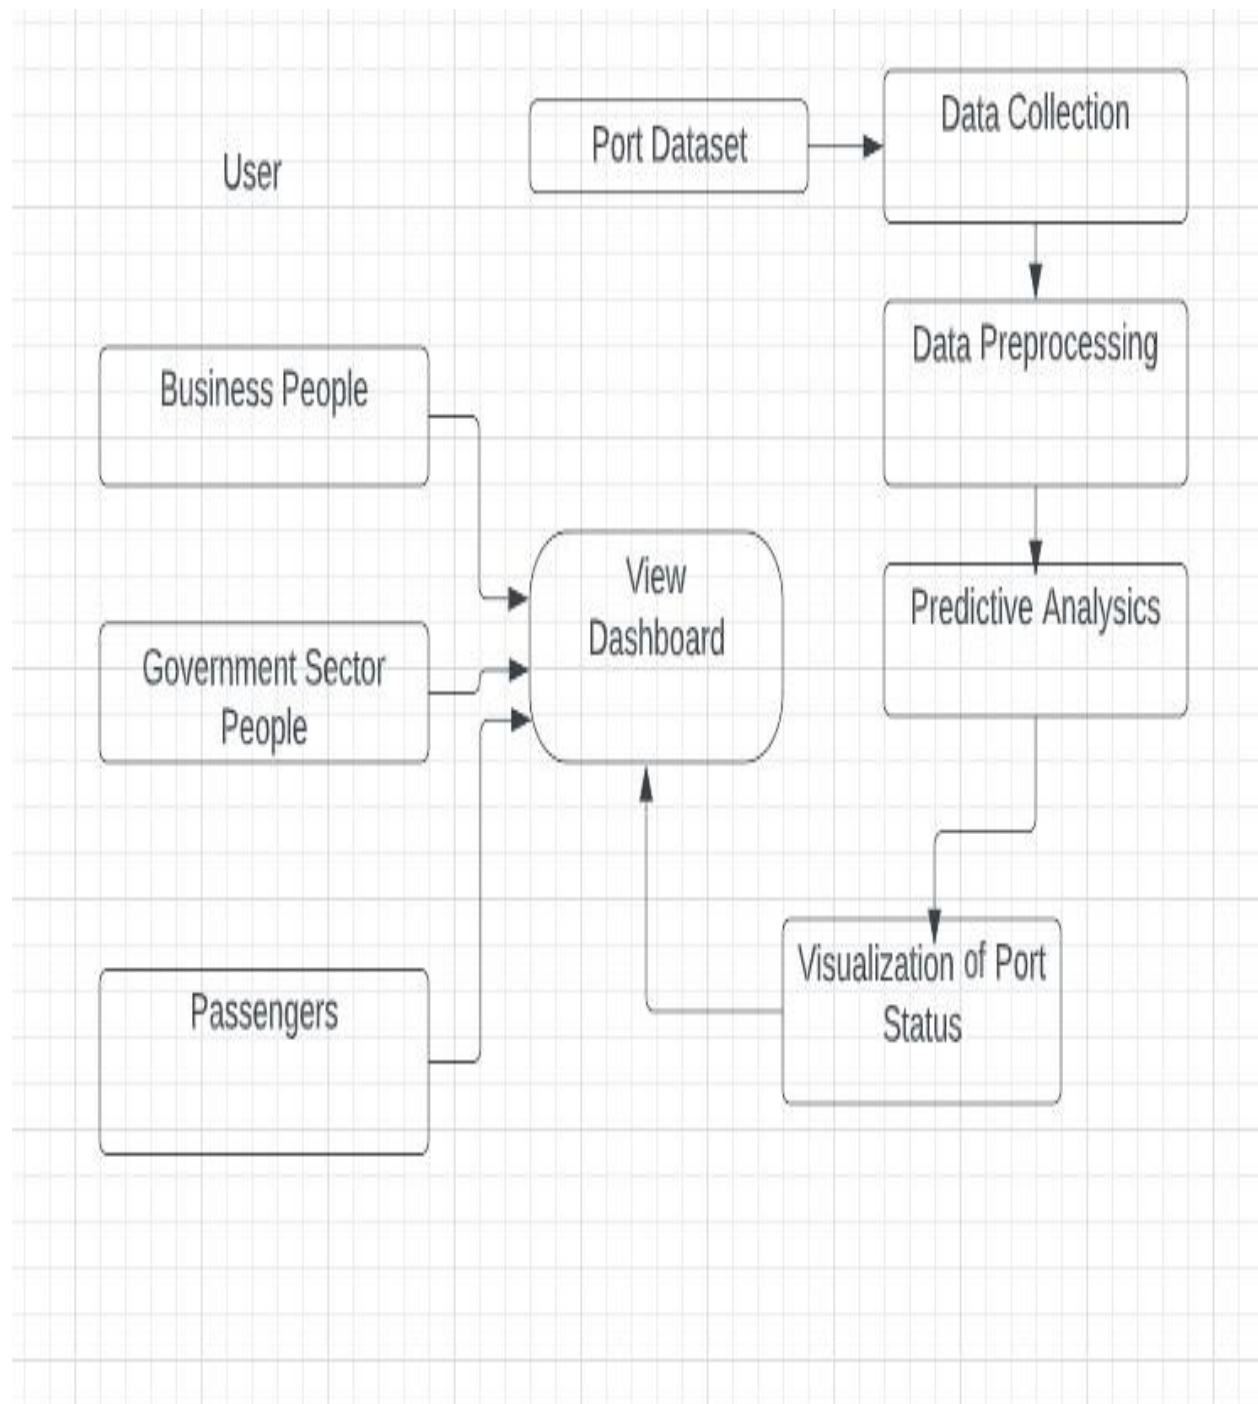 User
Port Dataset
Data Collection
Data Preprocessing
Business People
View
Dashboard
Predictive Analysics
Government Sector
People
Visualization of Port
Status
Passengers